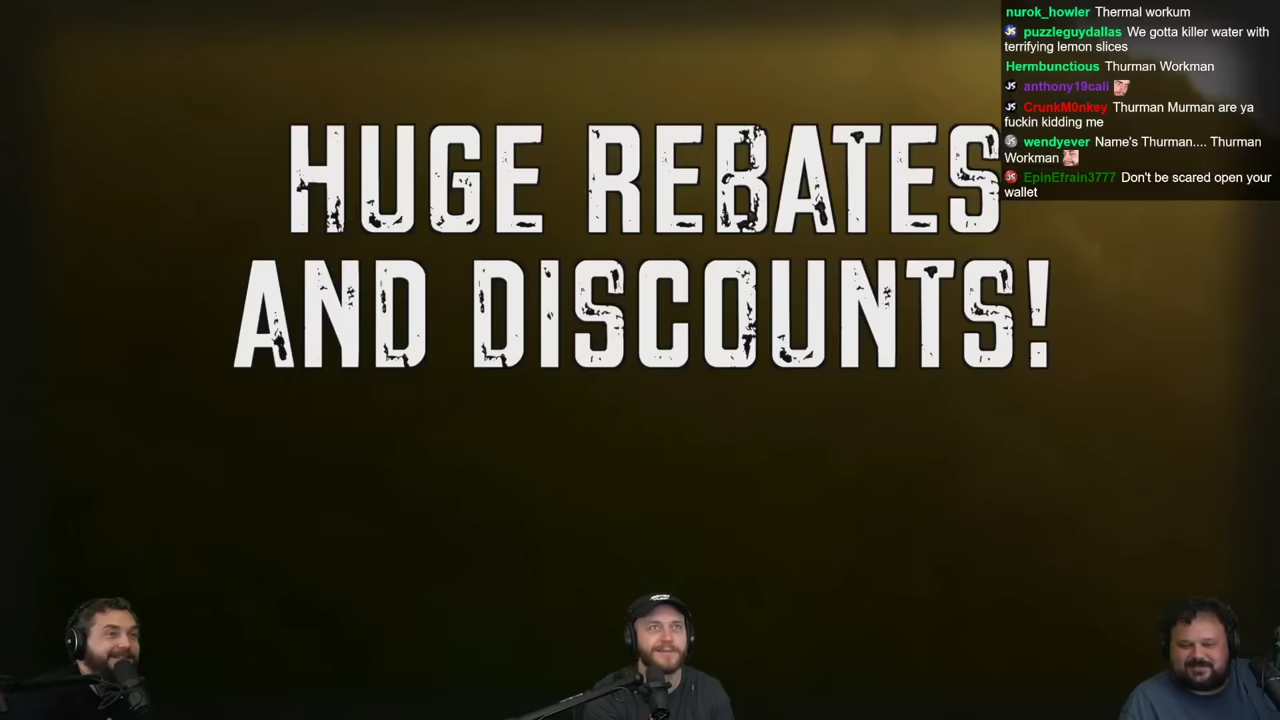 HUGE REBATES
AND DISCOUNTS!
nurok_howler Thermal workum
puzzleguydallas We gotta killer water with
terrifying lemon slices
Hermbunctious Thurman Workman
anthony19cali
CrunkM0nkey Thurman Murman are ya
fuckin kidding me
wendyever Name's Thurman.... Thurman
Workman
EpinEfrain3777 Don't be scared open your
wallet